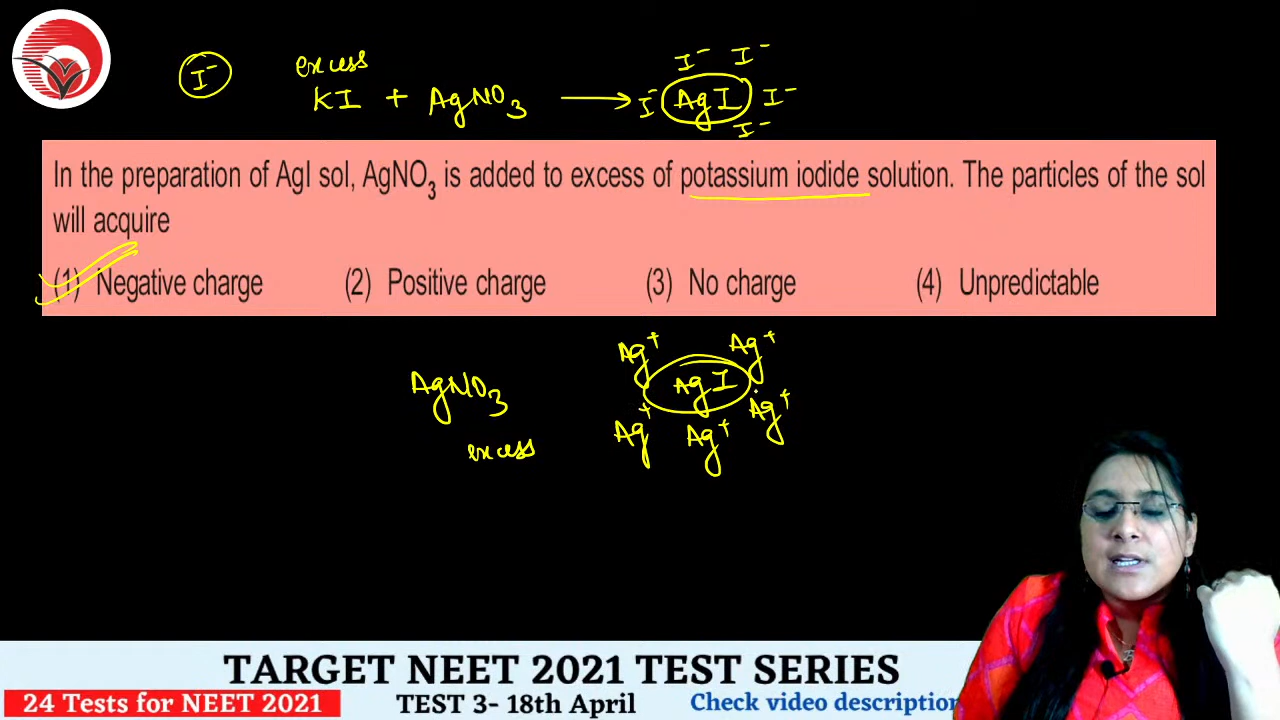 I⁻ I⁻
I⁻ excess
KI + AgNO₃ ⟶ I⁻ AgI I⁻
I⁻
In the preparation of AgI sol, AgNO₃ is added to excess of potassium iodide solution. The particles of the sol
will acquire
(1) Negative charge (2) Positive charge (3) No charge (4) Unpredictable
Ag⁺ Ag⁺
AgNO₃ AgI Ag⁺
excess Ag⁺ Ag⁺
TARGET NEET 2021 TEST SERIES
24 Tests for NEET 2021 TEST 3- 18th April Check video description